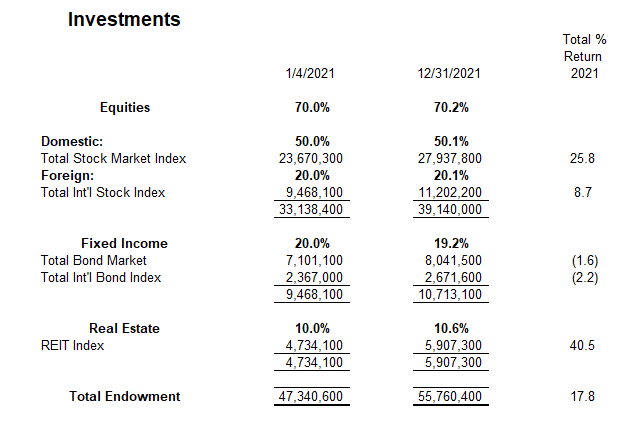 Investments
Total %
Return
1/4/2021 12/31/2021 2021
Equities 70.0% 70.2%
Domestic: 50.0% 50.1%
Total Stock Market Index 23,670,300 27,937,800 25.8
Foreign: 20.0% 20.1%
Total Int'l Stock Index 9,468,100 11,202,200 8.7
33,138,400 39,140,000
Fixed Income 20.0% 19.2%
Total Bond Market 7,101,100 8,041,500 (1.6)
Total Int'l Bond Index 2,367,000 2,671,600 (2.2)
9,468,100 10,713,100
Real Estate 10.0% 10.6%
REIT Index 4,734,100 5,907,300 40.5
4,734,100 5,907,300
Total Endowment 47,340,600 55,760,400 17.8